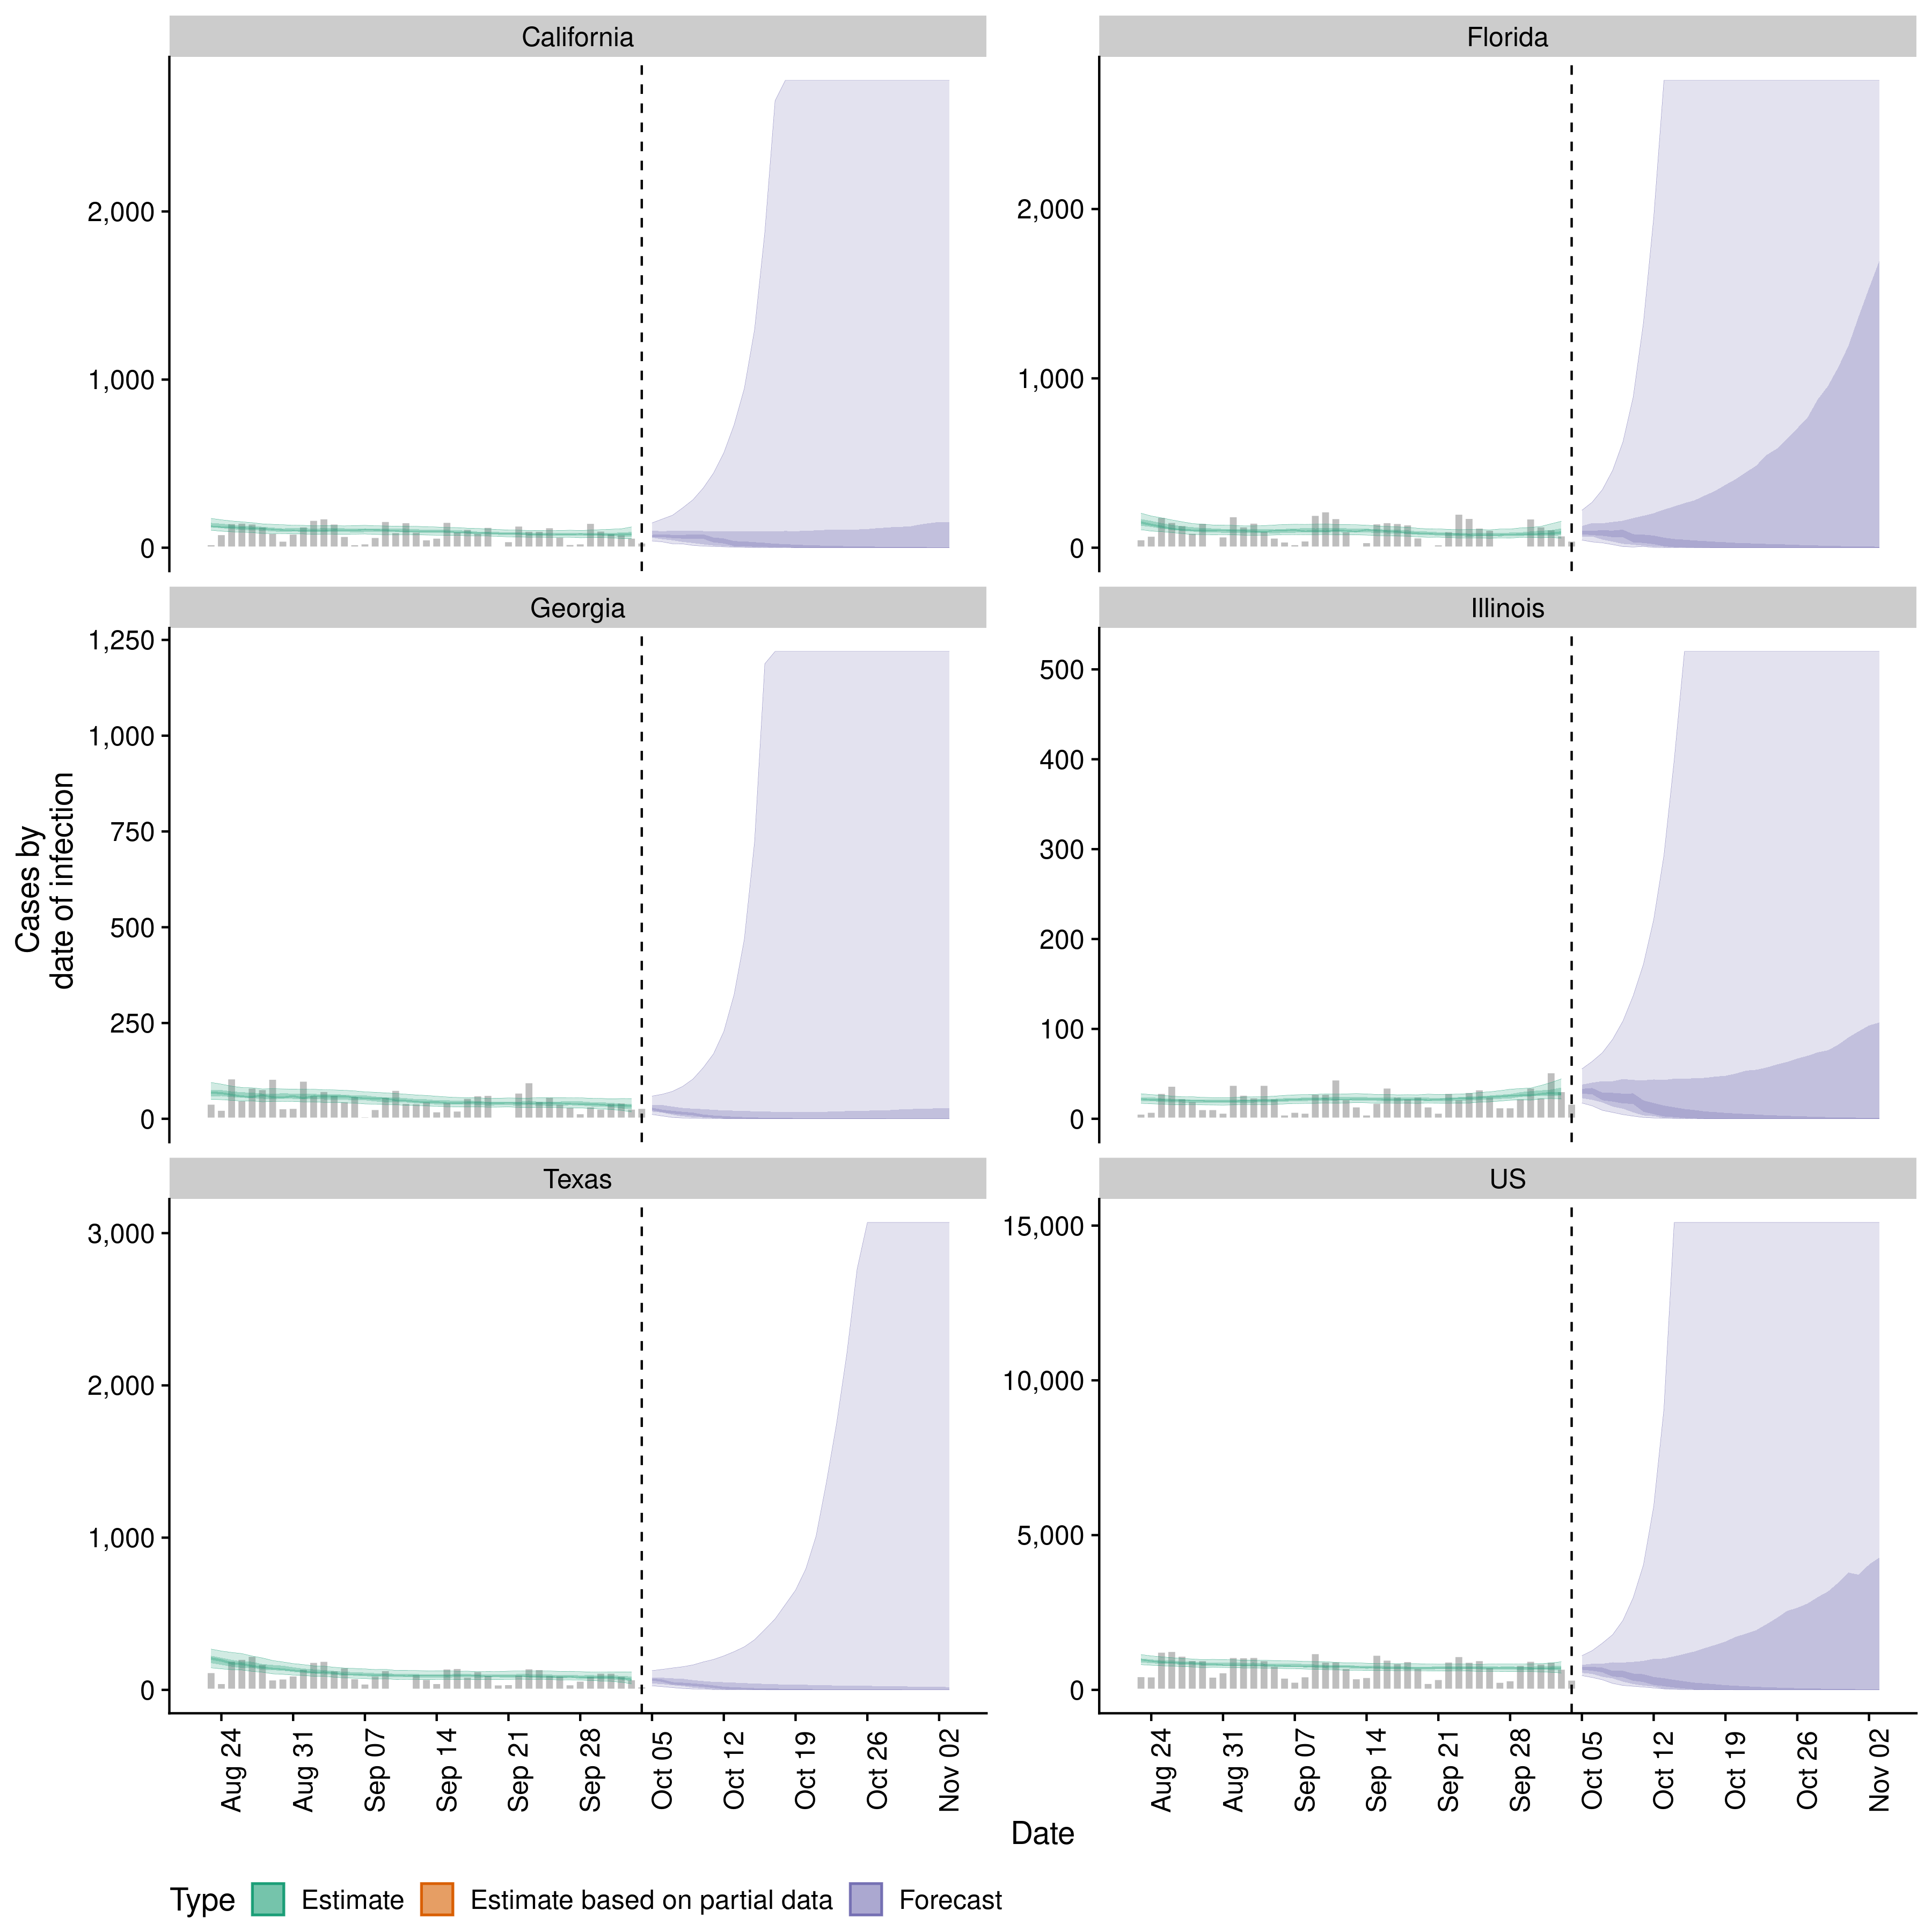 California
Florida
2,000
1,000
0
2,000
1,000
0
Georgia
Illinois
1,250
1,000
750
500
250
0
500
400
300
200
100
0
Cases by
date of infection
Texas
US
3,000
2,000
1,000
0
15,000
10,000
5,000
0
Aug 24
Aug 31
Sep 07
Sep 14
Sep 21
Sep 28
Oct 05
Oct 12
Oct 19
Oct 26
Nov 02
Aug 24
Aug 31
Sep 07
Sep 14
Sep 21
Sep 28
Oct 05
Oct 12
Oct 19
Oct 26
Nov 02
Date
Type Estimate Estimate based on partial data Forecast